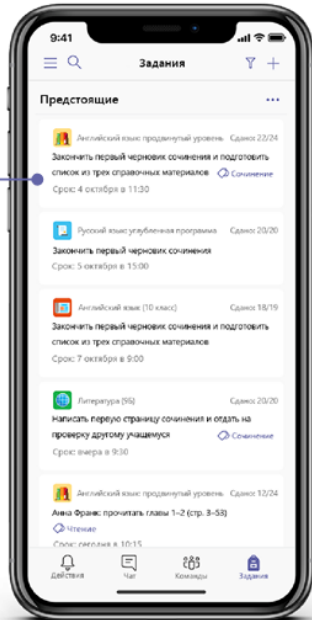 9:41
Задания
Предстоящие
Английский язык: продвинутый уровень Сдано: 22/24
Закончить первый черновик сочинения и подготовить
список из трех справочных материалов Сочинение
Срок: 4 октября в 11:30
Русский язык: углубленная программа Сдано: 20/20
Закончить первый черновик сочинения
Срок: 5 октября в 15:00
Английский язык (10 класс) Сдано: 18/19
Закончить первый черновик сочинения и подготовить
список из трех справочных материалов
Срок: 7 октября в 9:00
Литература (9Б) Сдано: 20/20
Написать первую страницу сочинения и отдать на
проверку другому учащемуся Сочинение
Срок: вчера в 9:30
Английский язык: продвинутый уровень Сдано: 12/24
Анна Франк: прочитать главы 1–2 (стр. 3–53)
Чтение
Срок: сегодня в 10:15
Действия Чат Команды Задания